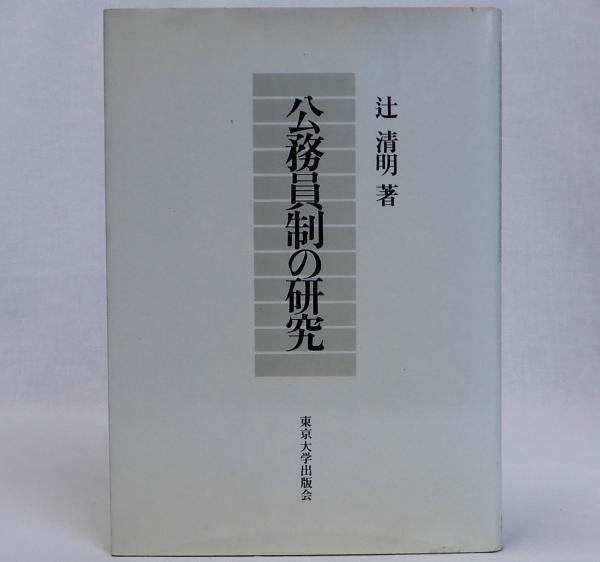 辻 清明 著
公務員制の研究
東京大学出版会